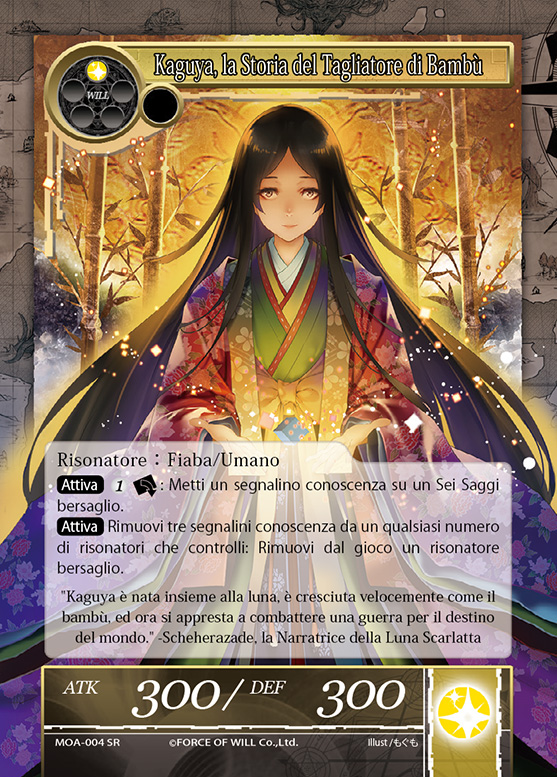 Kaguya, la Storia del Tagliatore di Bambù
WILL
Risonatore : Fiaba/Umano
Attiva 1 : Metti un segnalino conoscenza su un Sei Saggi
bersaglio.
Attiva Rimuovi tre segnalini conoscenza da un qualsiasi numero
di risonatori che controlli: Rimuovi dal gioco un risonatore
bersaglio.
"Kaguya è nata insieme alla luna, è cresciuta velocemente come il
bambù, ed ora si appresta a combattere una guerra per il destino
del mondo." -Scheherazade, la Narratrice della Luna Scarlatta
ATK 300 / DEF 300
MOA-004 SR ©FORCE OF WILL Co.,Ltd. Illust/もぐも